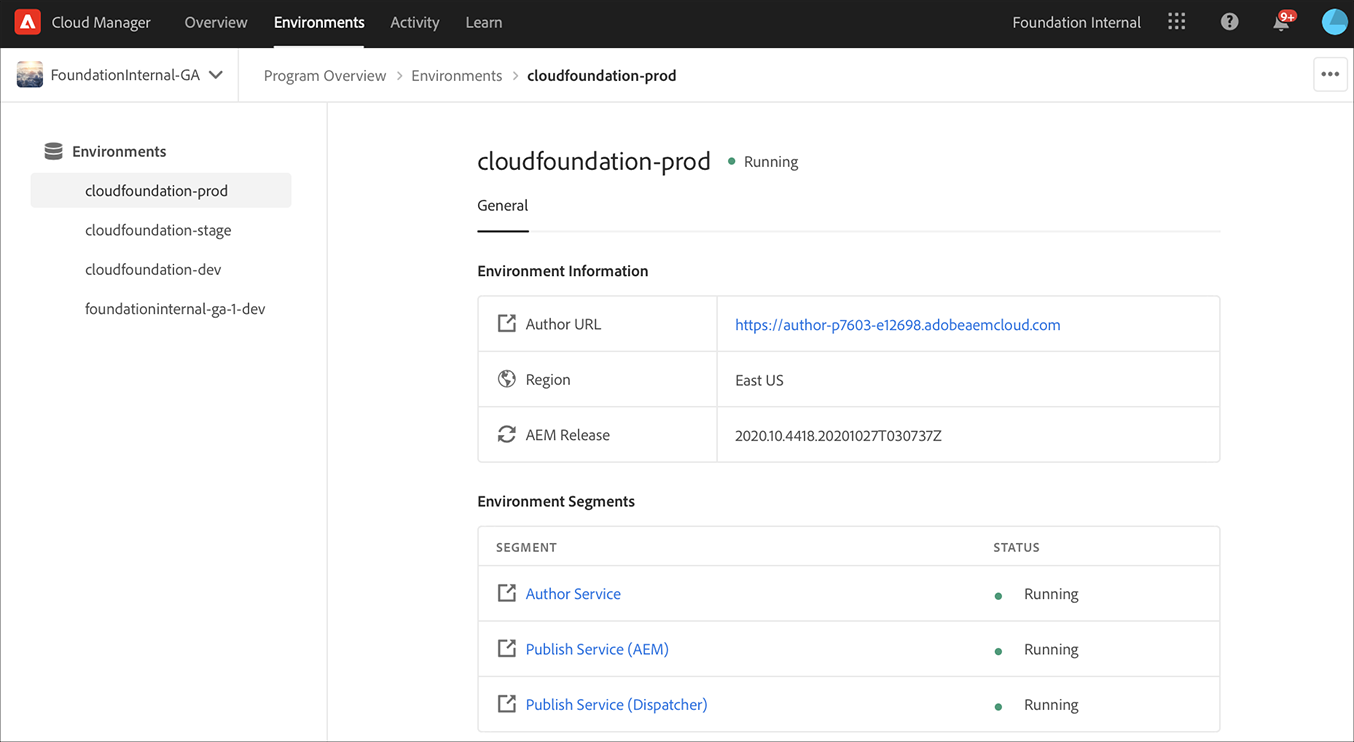 Cloud Manager Overview Environments Activity Learn Foundation Internal 9+
FoundationInternal-GA Program Overview > Environments > cloudfoundation-prod
Environments
cloudfoundation-prod
cloudfoundation-stage
cloudfoundation-dev
foundationinternal-ga-1-dev
cloudfoundation-prod Running
General
Environment Information
Author URL https://author-p7603-e12698.adobeaemcloud.com
Region East US
AEM Release 2020.10.4418.20201027T030737Z
Environment Segments
SEGMENT STATUS
Author Service Running
Publish Service (AEM) Running
Publish Service (Dispatcher) Running